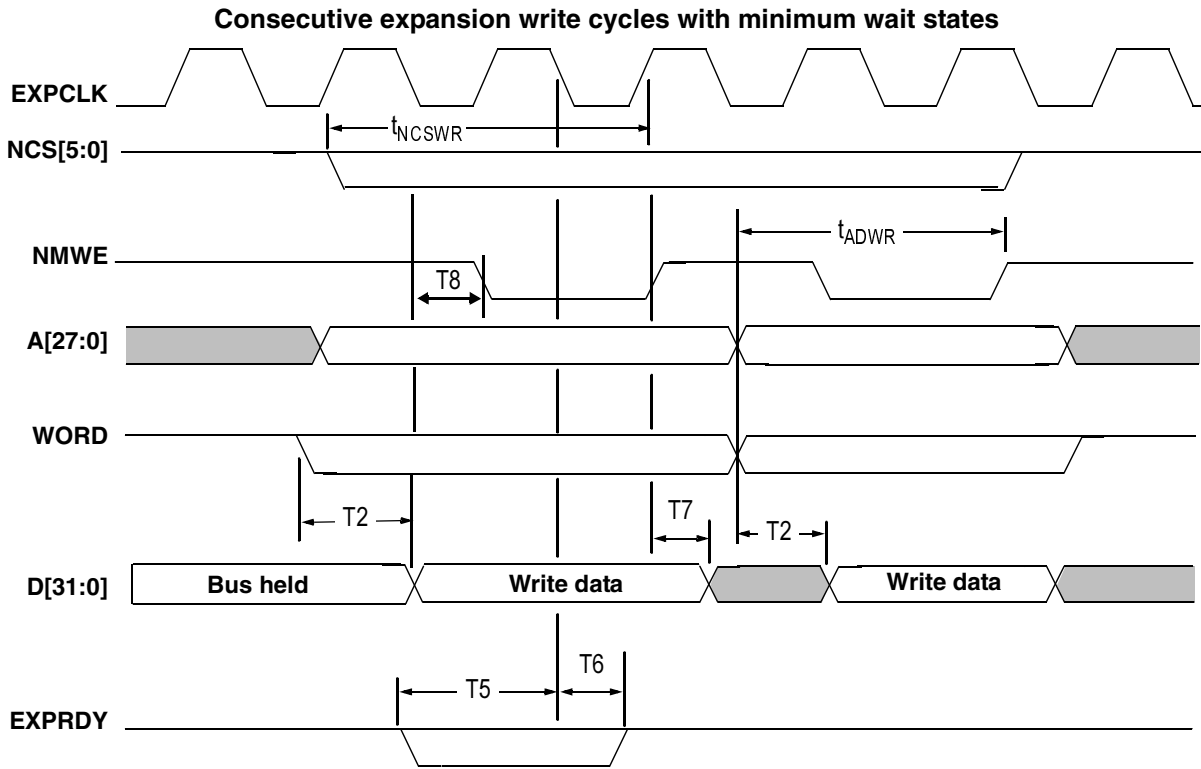 Consecutive expansion write cycles with minimum wait states
EXPCLK
tNCSWR
NCS[5:0]
tADWR
NMWE
T8
A[27:0]
WORD
T2
T7
T2
D[31:0]
Bus held
Write data
Write data
T5
T6
EXPRDY